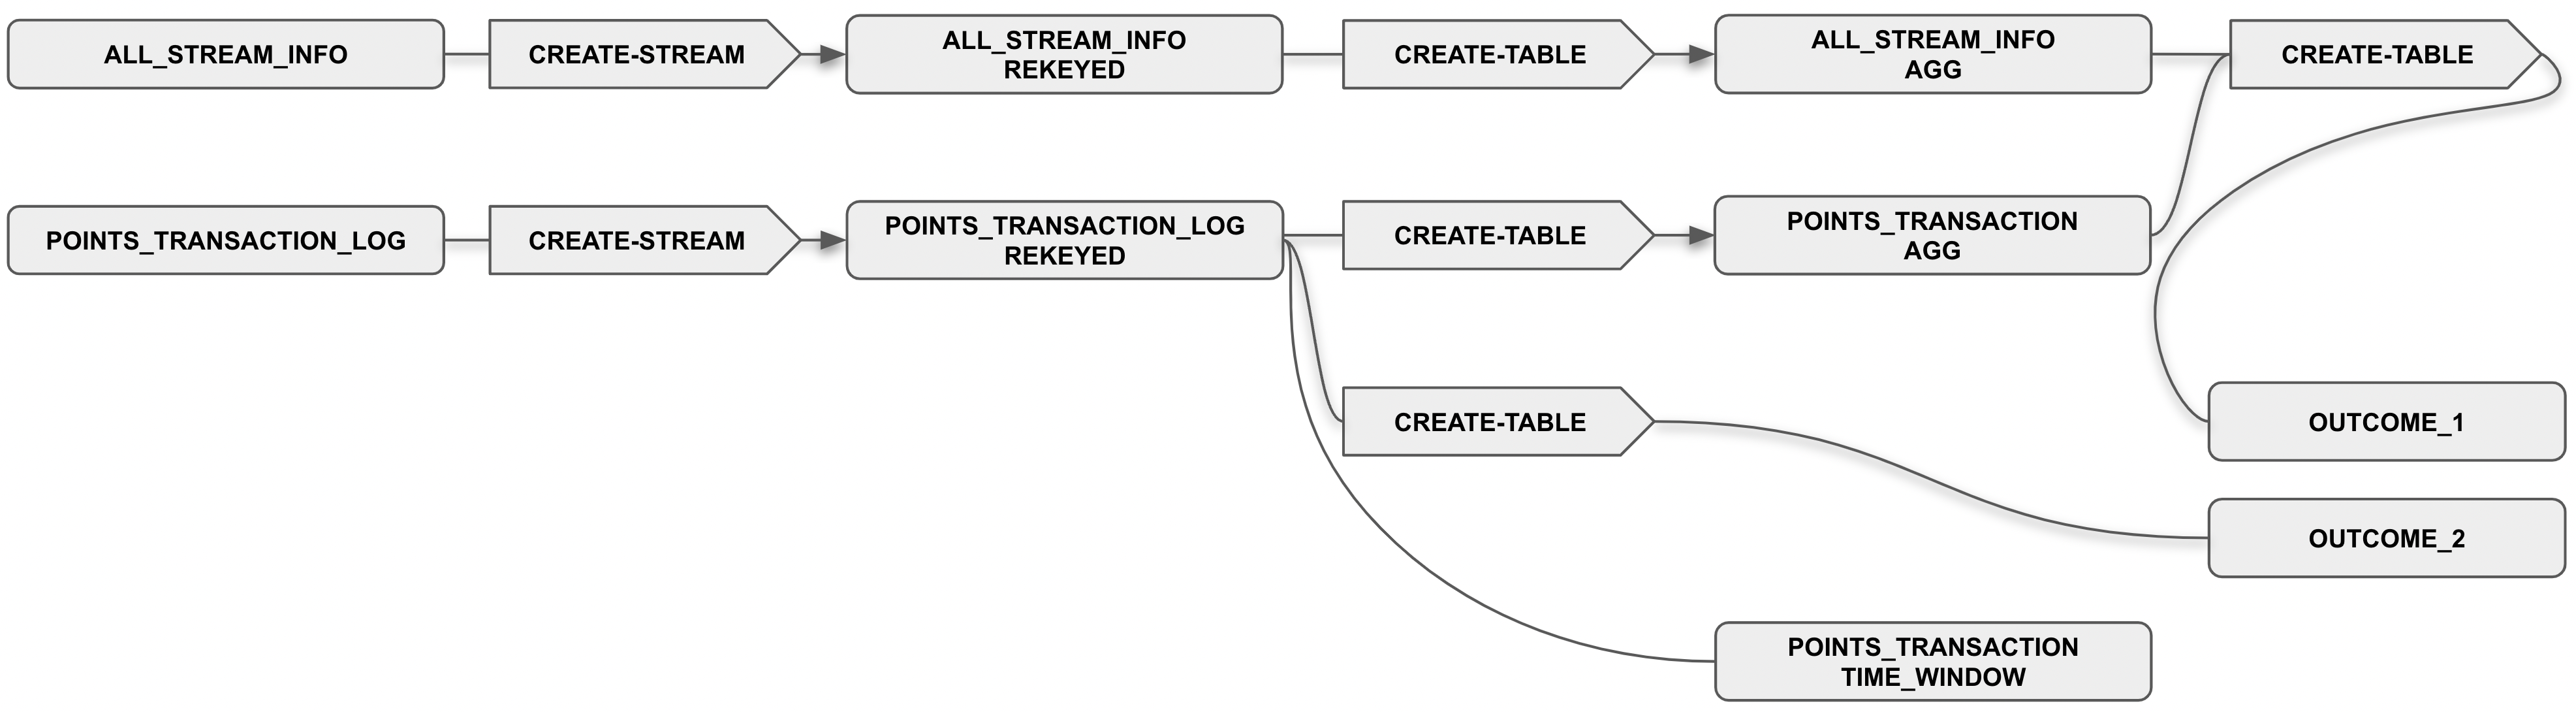 ALL_STREAM_INFO
CREATE-STREAM
ALL_STREAM_INFO
REKEYED
CREATE-TABLE
ALL_STREAM_INFO
AGG
CREATE-TABLE
POINTS_TRANSACTION_LOG
CREATE-STREAM
POINTS_TRANSACTION_LOG
REKEYED
CREATE-TABLE
POINTS_TRANSACTION
AGG
CREATE-TABLE
OUTCOME_1
OUTCOME_2
POINTS_TRANSACTION
TIME_WINDOW